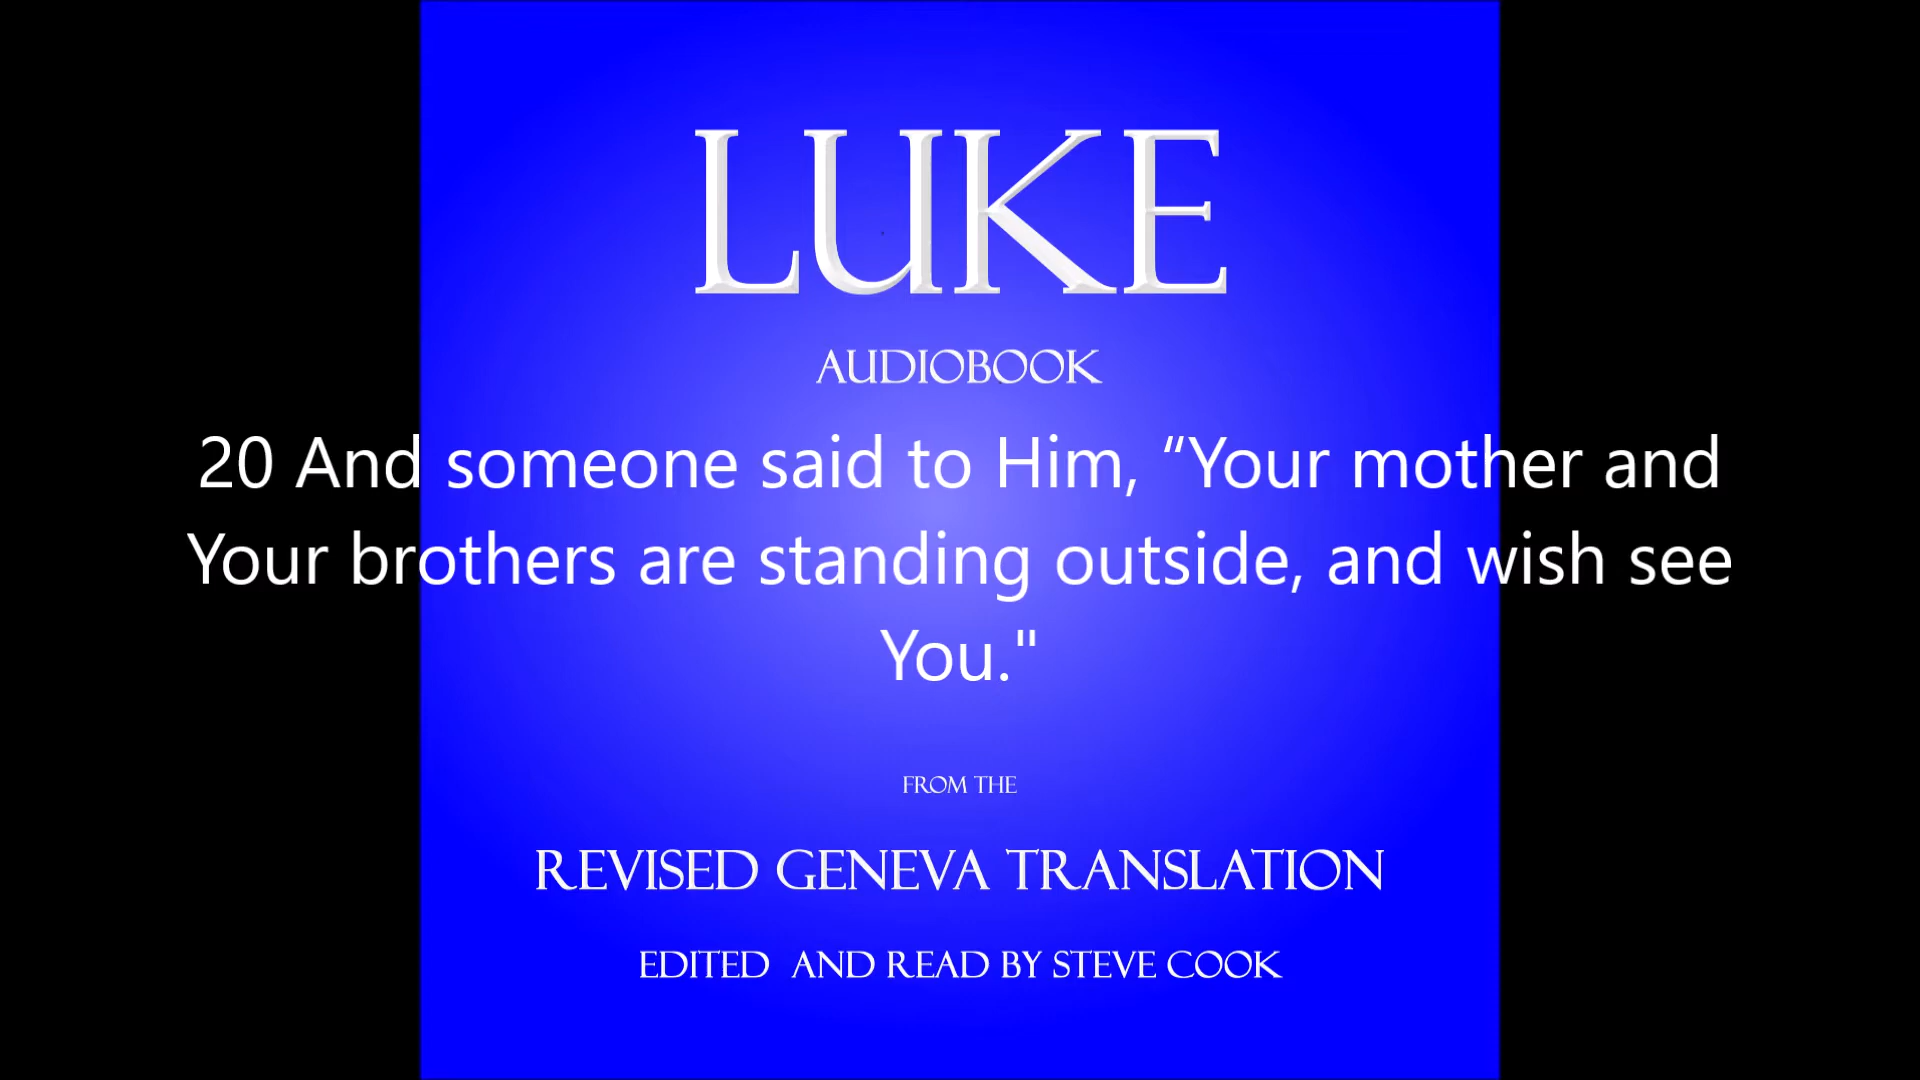 LUKE
AUDIOBOOK
20 And someone said to Him, “Your mother and
Your brothers are standing outside, and wish see
You."
FROM THE
REVISED GENEVA TRANSLATION
EDITED AND READ BY STEVE COOK